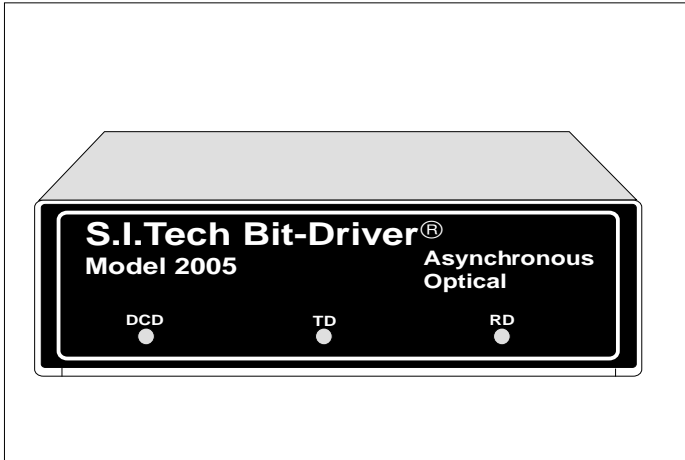 S.I.Tech Bit-Driver®
Model 2005
Asynchronous
Optical
DCD TD RD